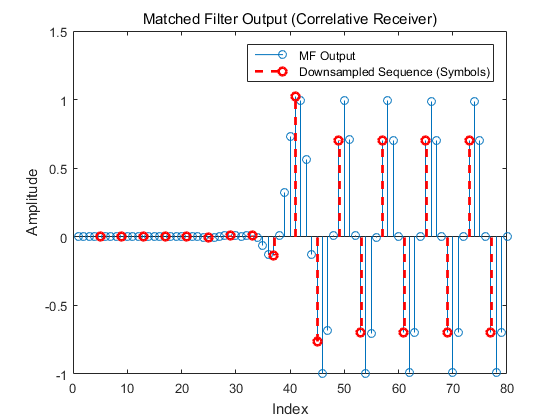 Matched Filter Output (Correlative Receiver)
MF Output
Downsampled Sequence (Symbols)
Amplitude
1.5
1
0.5
0
-0.5
-1
0 10 20 30 40 50 60 70 80
Index